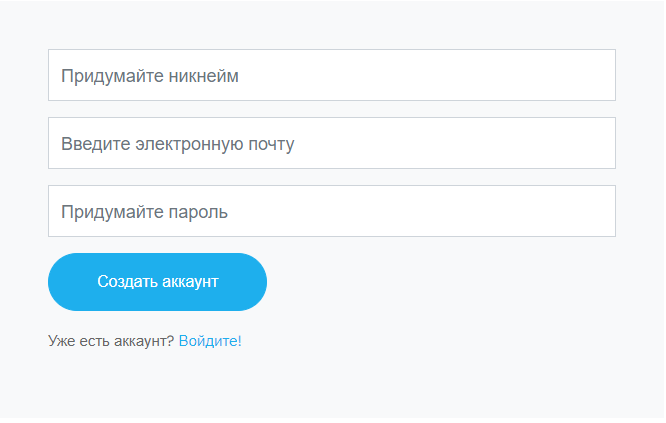 Придумайте никнейм
Введите электронную почту
Придумайте пароль
Создать аккаунт
Уже есть аккаунт? Войдите!